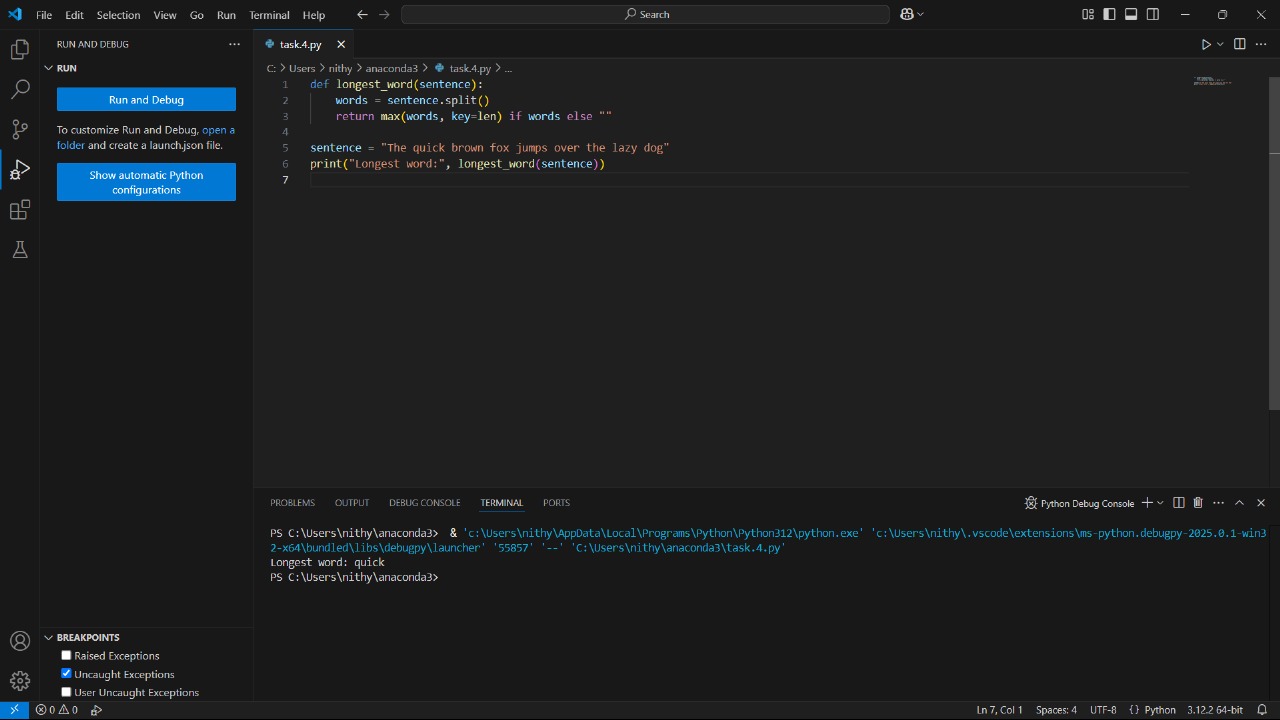 File Edit Selection View Go Run Terminal Help Search
RUN AND DEBUG
task.4.py
RUN
C: > Users > nithy > anaconda3 > task.4.py > ...
Run and Debug
To customize Run and Debug, open a
folder and create a launch.json file.
Show automatic Python
configurations
1 def longest_word(sentence):
2 words = sentence.split()
3 return max(words, key=len) if words else ""
4
5 sentence = "The quick brown fox jumps over the lazy dog"
6 print("Longest word:", longest_word(sentence))
7
PROBLEMS OUTPUT DEBUG CONSOLE TERMINAL PORTS Python Debug Console
PS C:\Users\nithy\anaconda3> & 'c:\Users\nithy\AppData\Local\Programs\Python\Python312\python.exe' 'c:\Users\nithy\.vscode\extensions\ms-python.debugpy-2025.0.1-win3
2-x64\bundled\libs\debugpy\launcher' '55857' '--' 'C:\Users\nithy\anaconda3\task.4.py'
Longest word: quick
PS C:\Users\nithy\anaconda3>
BREAKPOINTS
Raised Exceptions
Uncaught Exceptions
User Uncaught Exceptions
0 0 Ln 7, Col 1 Spaces: 4 UTF-8 {} Python 3.12.2 64-bit